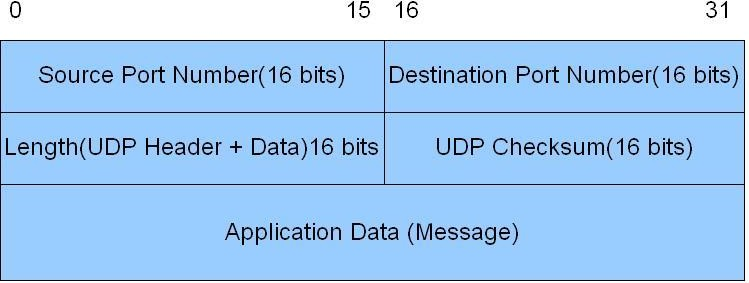 0 15 16 31
Source Port Number(16 bits) Destination Port Number(16 bits)
Length(UDP Header + Data)16 bits UDP Checksum(16 bits)
Application Data (Message)